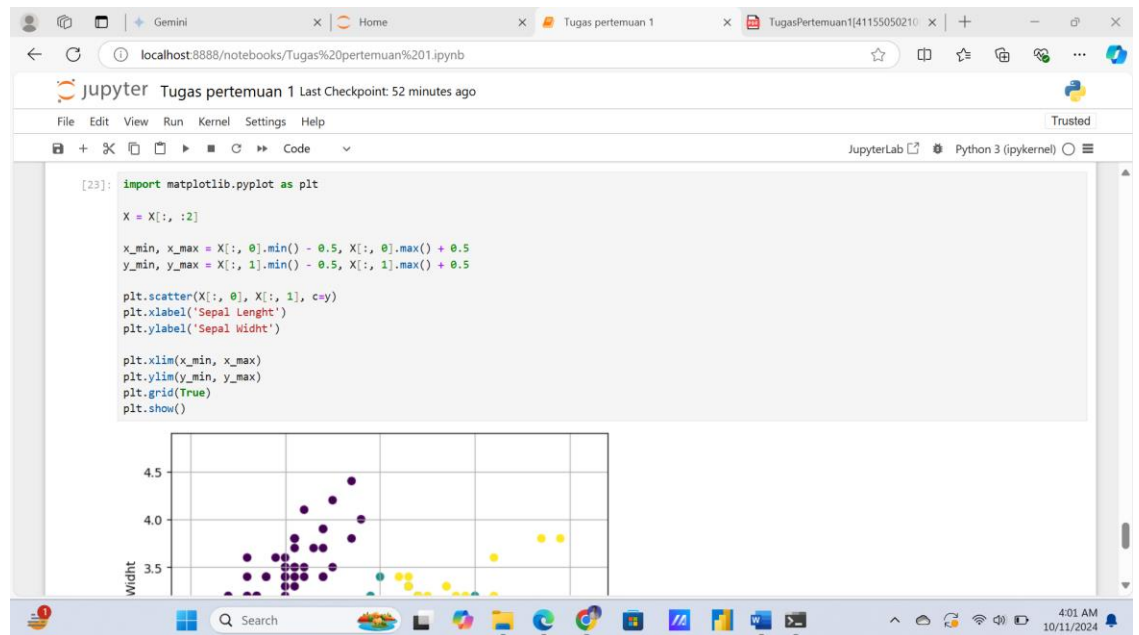 Gemini
Home
Tugas pertemuan 1
TugasPertemuan1[41155050210
localhost:8888/notebooks/Tugas%20pertemuan%201.ipynb
jupyter Tugas pertemuan 1 Last Checkpoint: 52 minutes ago
File Edit View Run Kernel Settings Help
Trusted
Code
JupyterLab Python 3 (ipykernel)
[23]: import matplotlib.pyplot as plt
X = X[:, :2]
x_min, x_max = X[:, 0].min() - 0.5, X[:, 0].max() + 0.5
y_min, y_max = X[:, 1].min() - 0.5, X[:, 1].max() + 0.5
plt.scatter(X[:, 0], X[:, 1], c=y)
plt.xlabel('Sepal Lenght')
plt.ylabel('Sepal Widht')
plt.xlim(x_min, x_max)
plt.ylim(y_min, y_max)
plt.grid(True)
plt.show()
4.5
4.0
3.5
Widht
Search
4:01 AM
10/11/2024